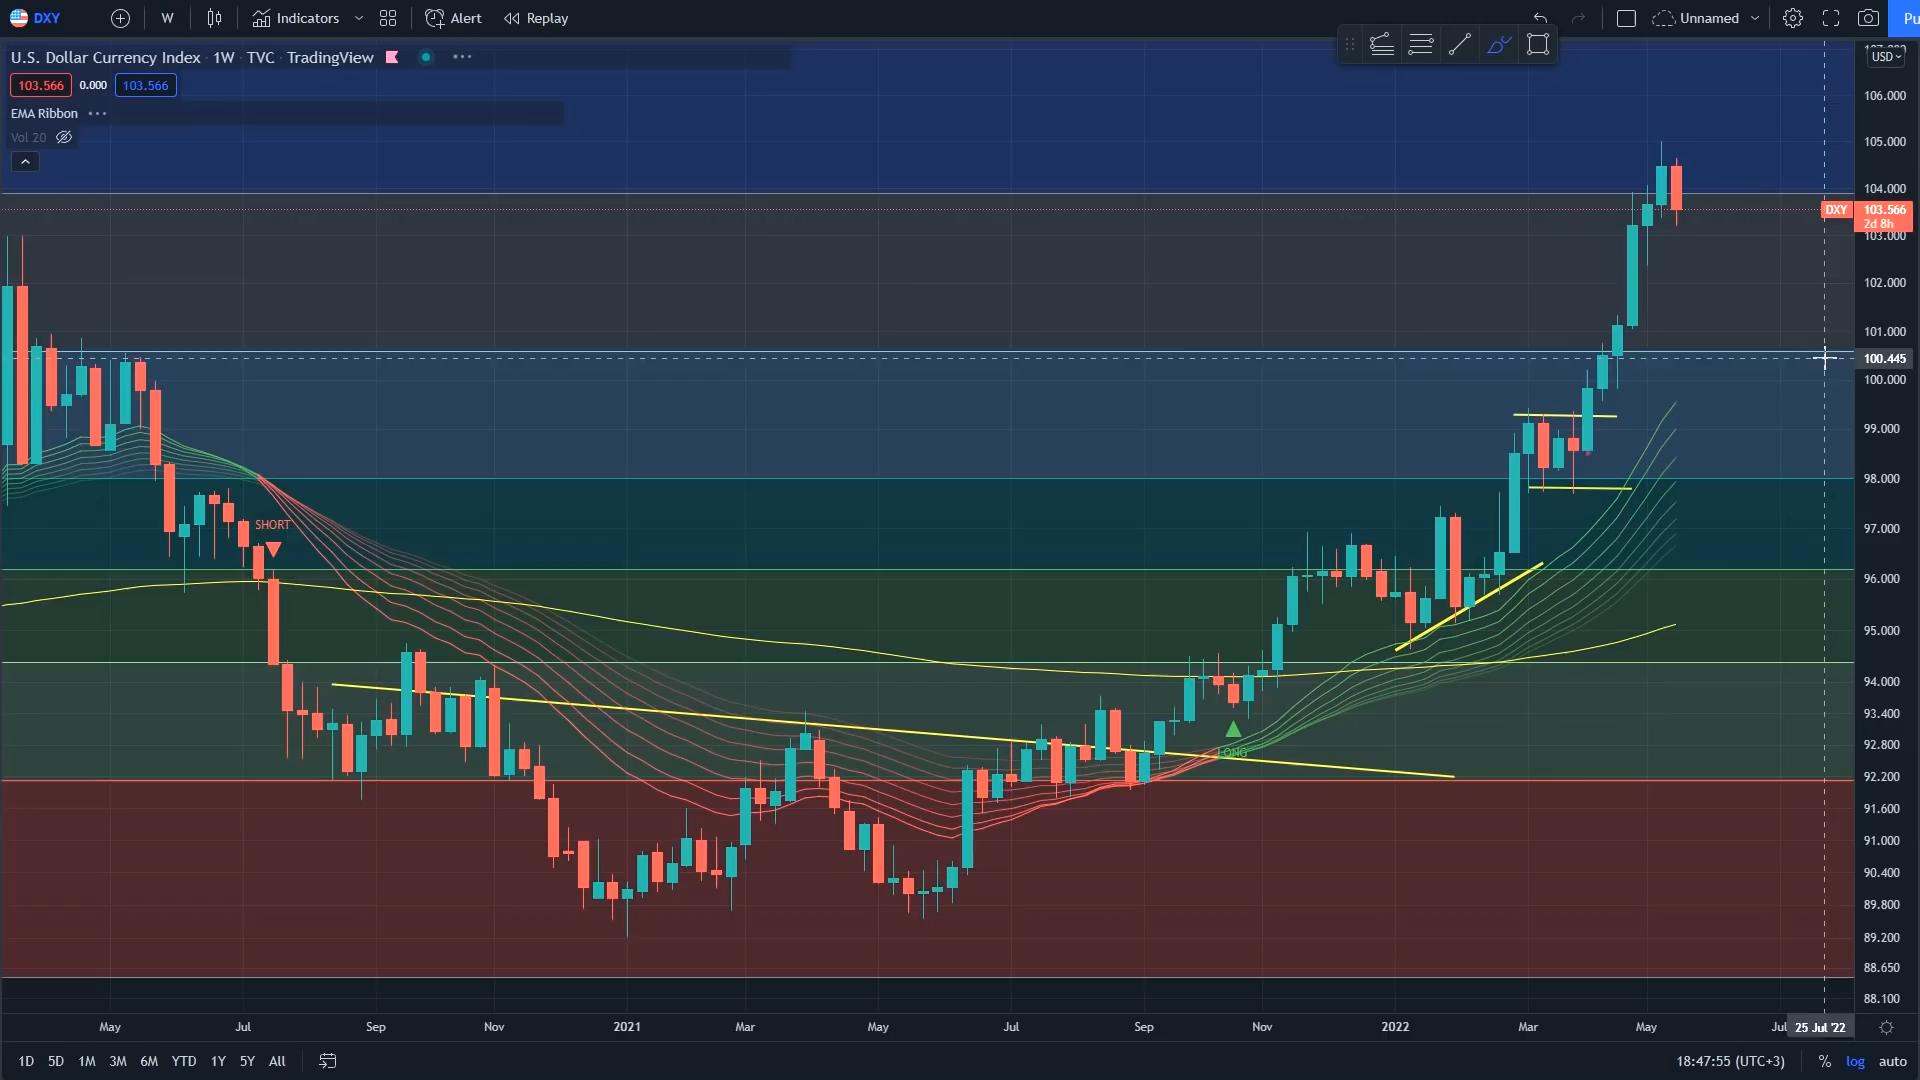 DXY
W
Indicators
Alert
Replay
Unnamed
Pu
U.S. Dollar Currency Index · 1W · TVC · TradingView
103.566 0.000 103.566
EMA Ribbon
Vol 20
USD
106.000
105.000
104.000
DXY 103.566
2d 8h
103.000
102.000
101.000
100.445
100.000
99.000
98.000
97.000
96.000
95.000
94.000
93.400
92.800
92.200
91.600
91.000
90.400
89.800
89.200
88.650
88.100
SHORT
LONG
May Jul Sep Nov 2021 Mar May Jul Sep Nov 2022 Mar May Jul 25 Jul '22
1D 5D 1M 3M 6M YTD 1Y 5Y All
18:47:55 (UTC+3) % log auto